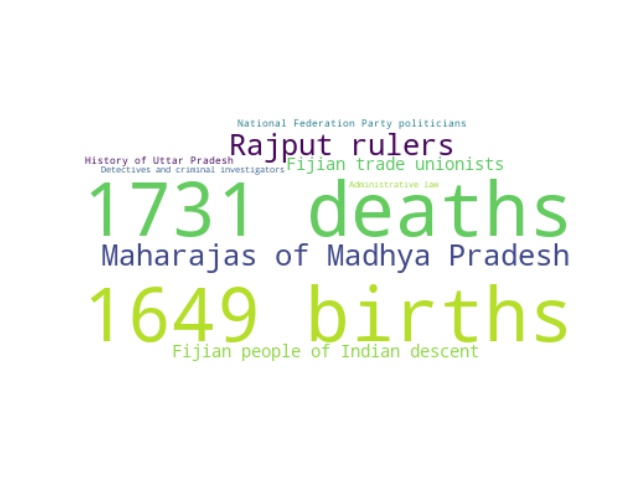 National Federation Party politicians
Rajput rulers
History of Uttar Pradesh
Fijian trade unionists
Detectives and criminal investigators
Administrative law
1731 deaths
Maharajas of Madhya Pradesh
1649 births
Fijian people of Indian descent